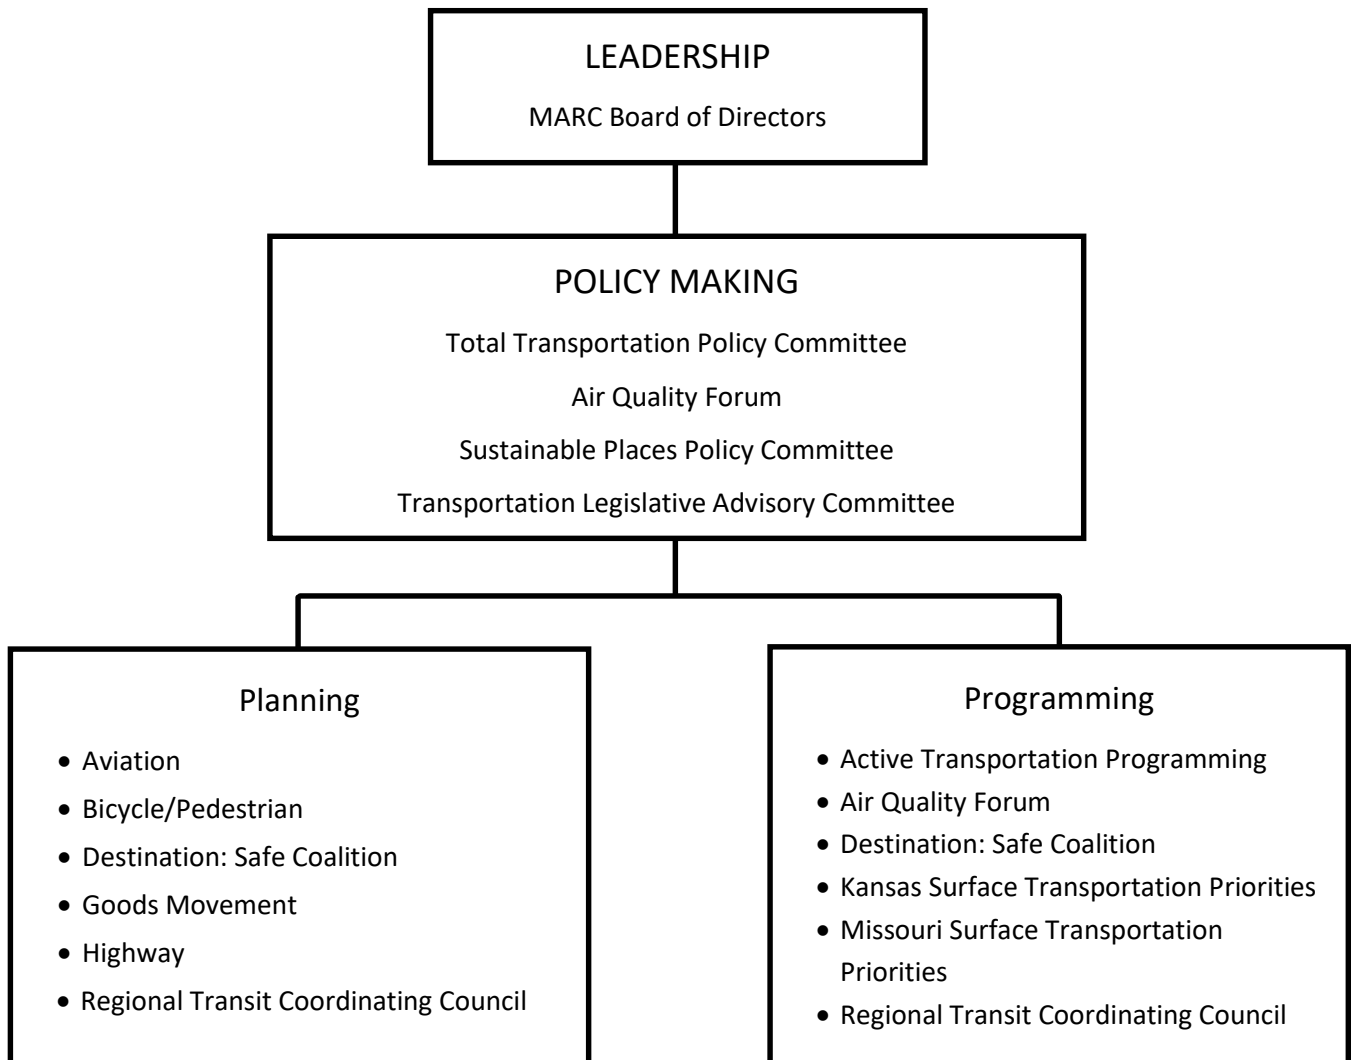 LEADERSHIP
MARC Board of Directors
POLICY MAKING
Total Transportation Policy Committee
Air Quality Forum
Sustainable Places Policy Committee
Transportation Legislative Advisory Committee
Planning
• Aviation
• Bicycle/Pedestrian
• Destination: Safe Coalition
• Goods Movement
• Highway
• Regional Transit Coordinating Council
Programming
• Active Transportation Programming
• Air Quality Forum
• Destination: Safe Coalition
• Kansas Surface Transportation Priorities
• Missouri Surface Transportation
Priorities
• Regional Transit Coordinating Council